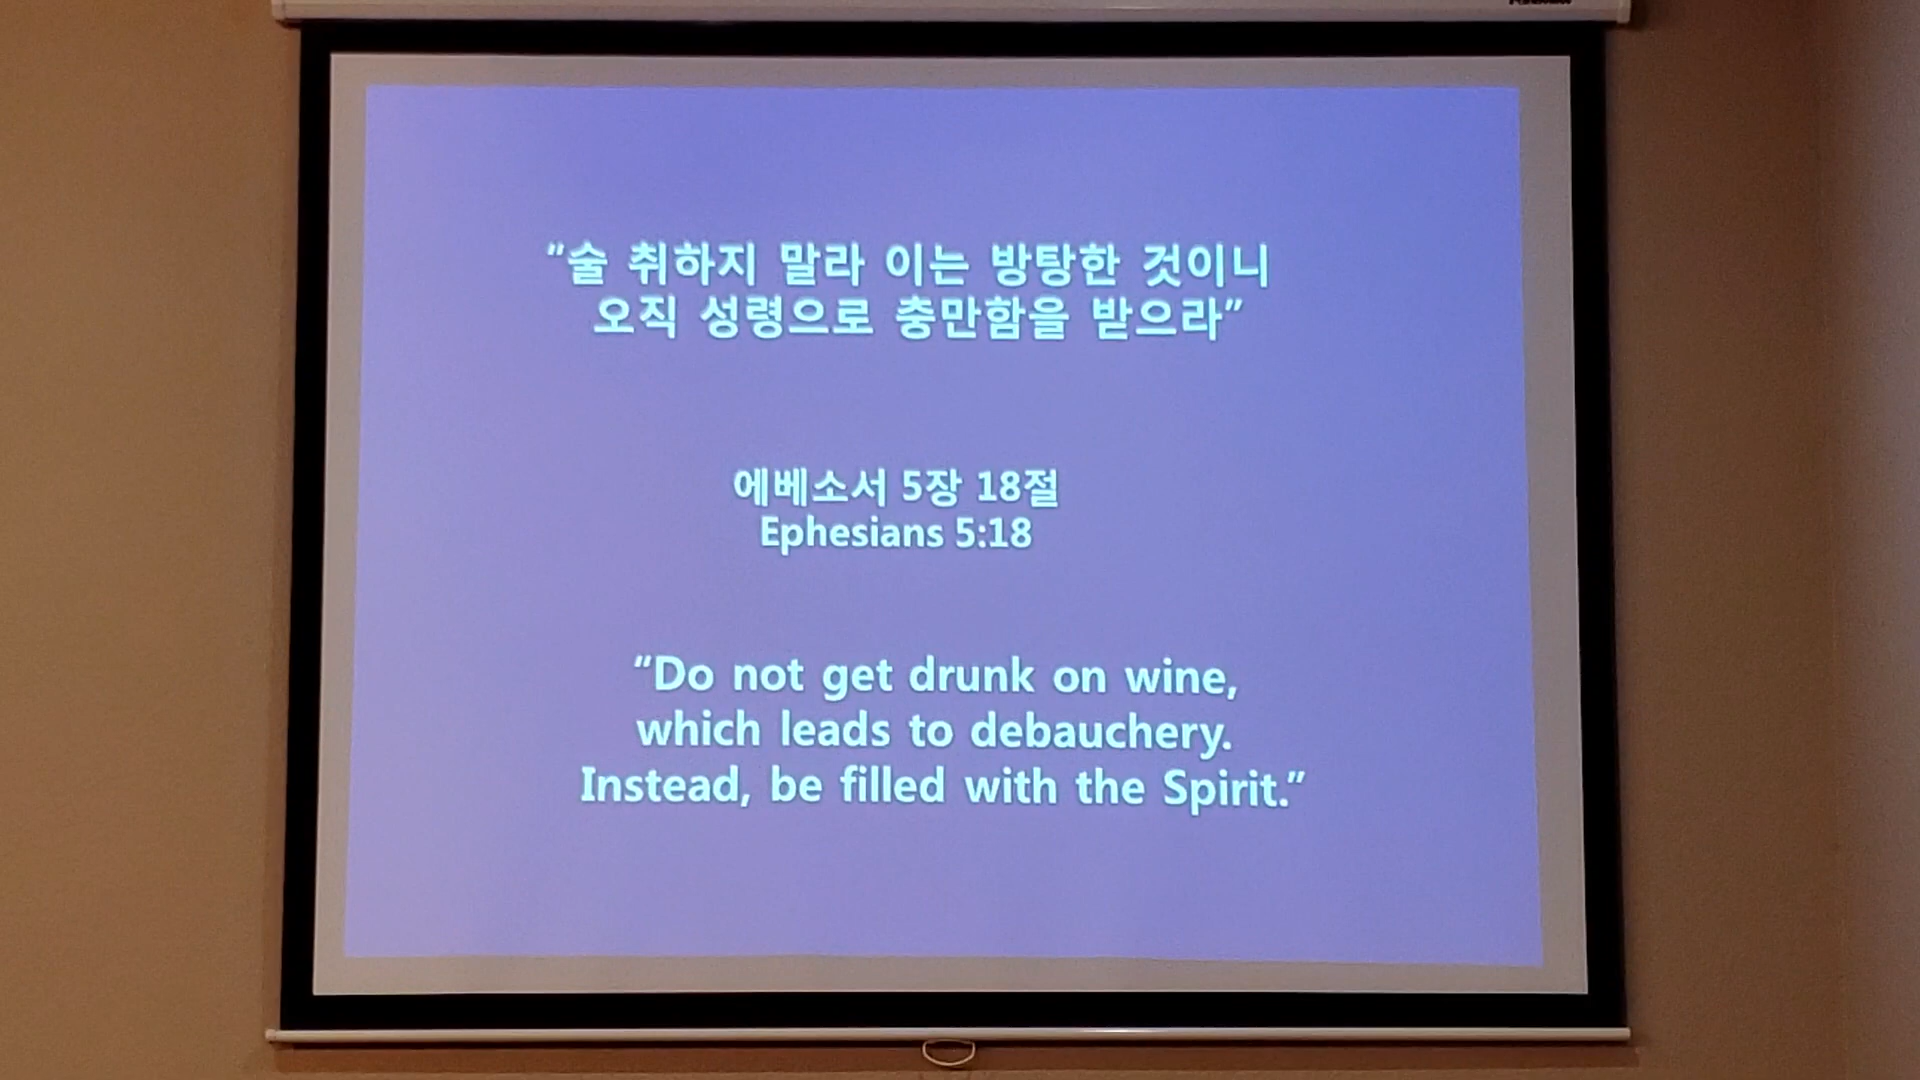 “술 취하지 말라 이는 방탕한 것이니
오직 성령으로 충만함을 받으라”
에베소서 5장 18절
Ephesians 5:18
“Do not get drunk on wine,
which leads to debauchery.
Instead, be filled with the Spirit.”